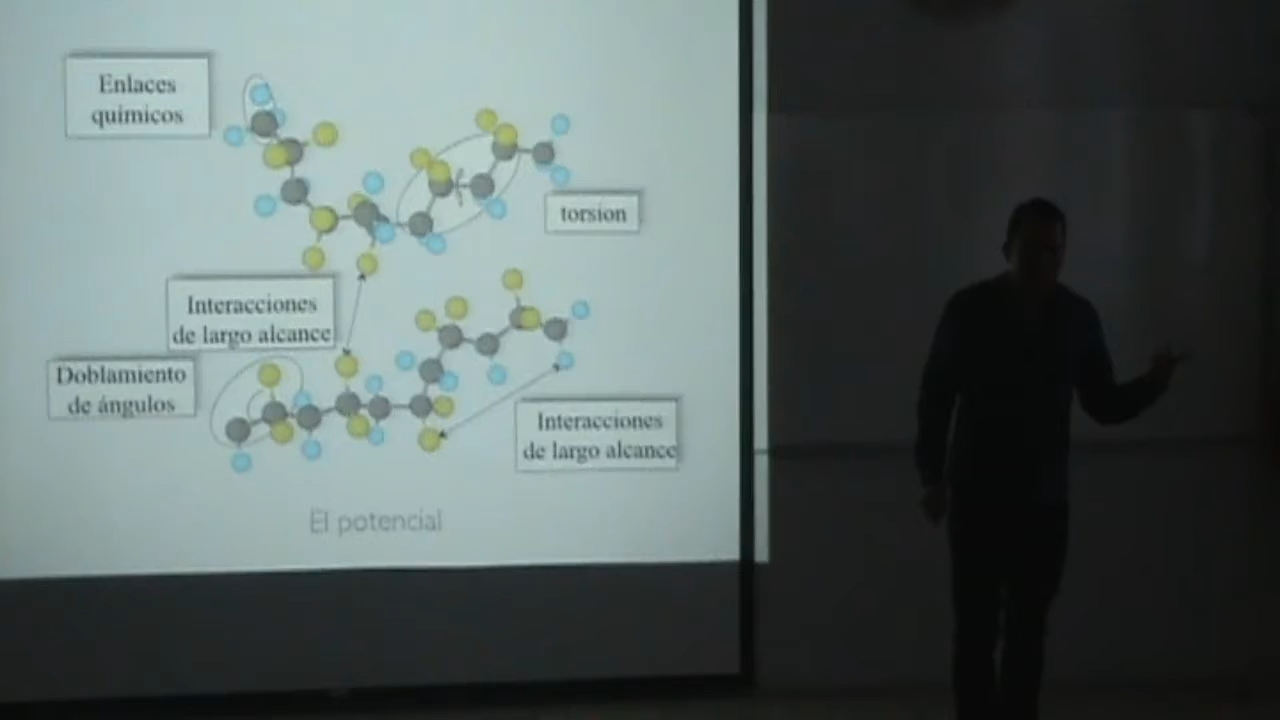 Enlaces
químicos
torsion
Interacciones
de largo alcance
Doblamiento
de ángulos
Interacciones
de largo alcance
El potencial